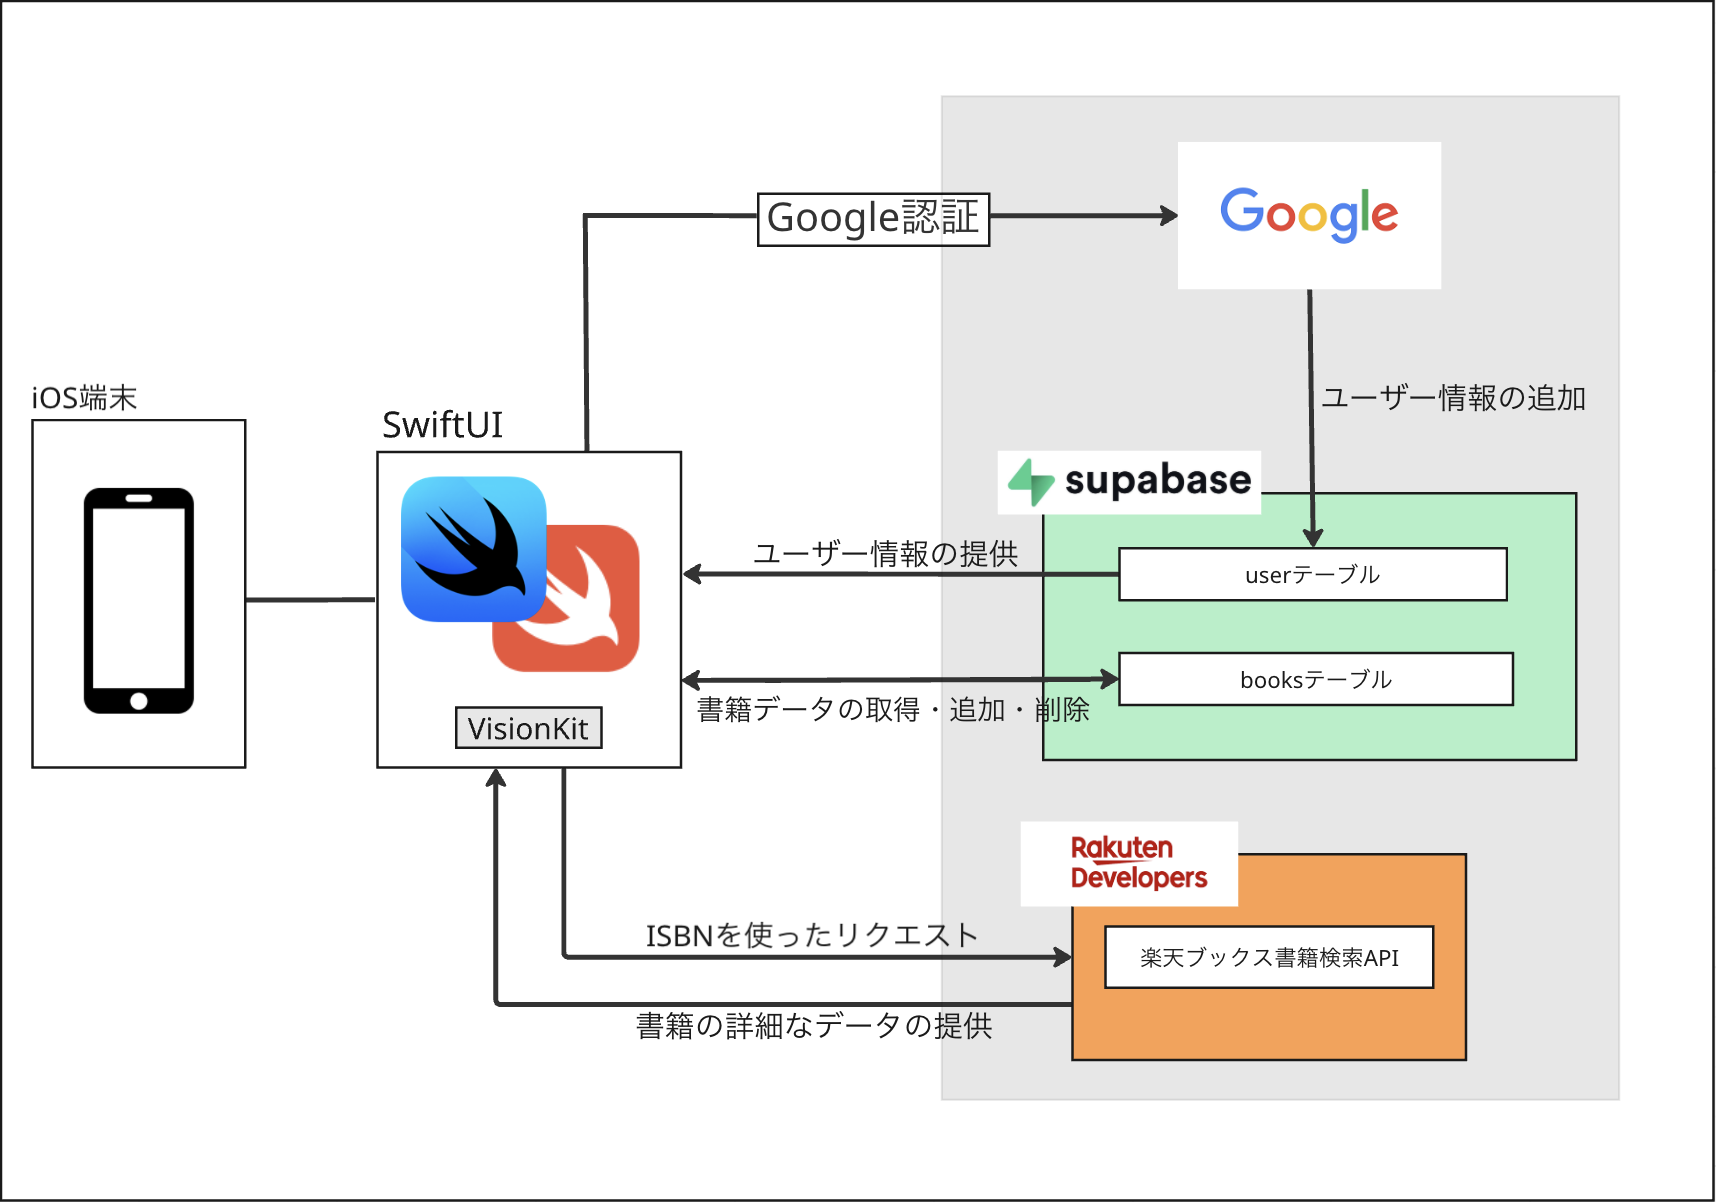 Google認証
Google
iOS端末
ユーザー情報の追加
SwiftUI
supabase
ユーザー情報の提供
userテーブル
booksテーブル
書籍データの取得・追加・削除
VisionKit
Rakuten
Developers
ISBNを使ったリクエスト
楽天ブックス書籍検索API
書籍の詳細なデータの提供